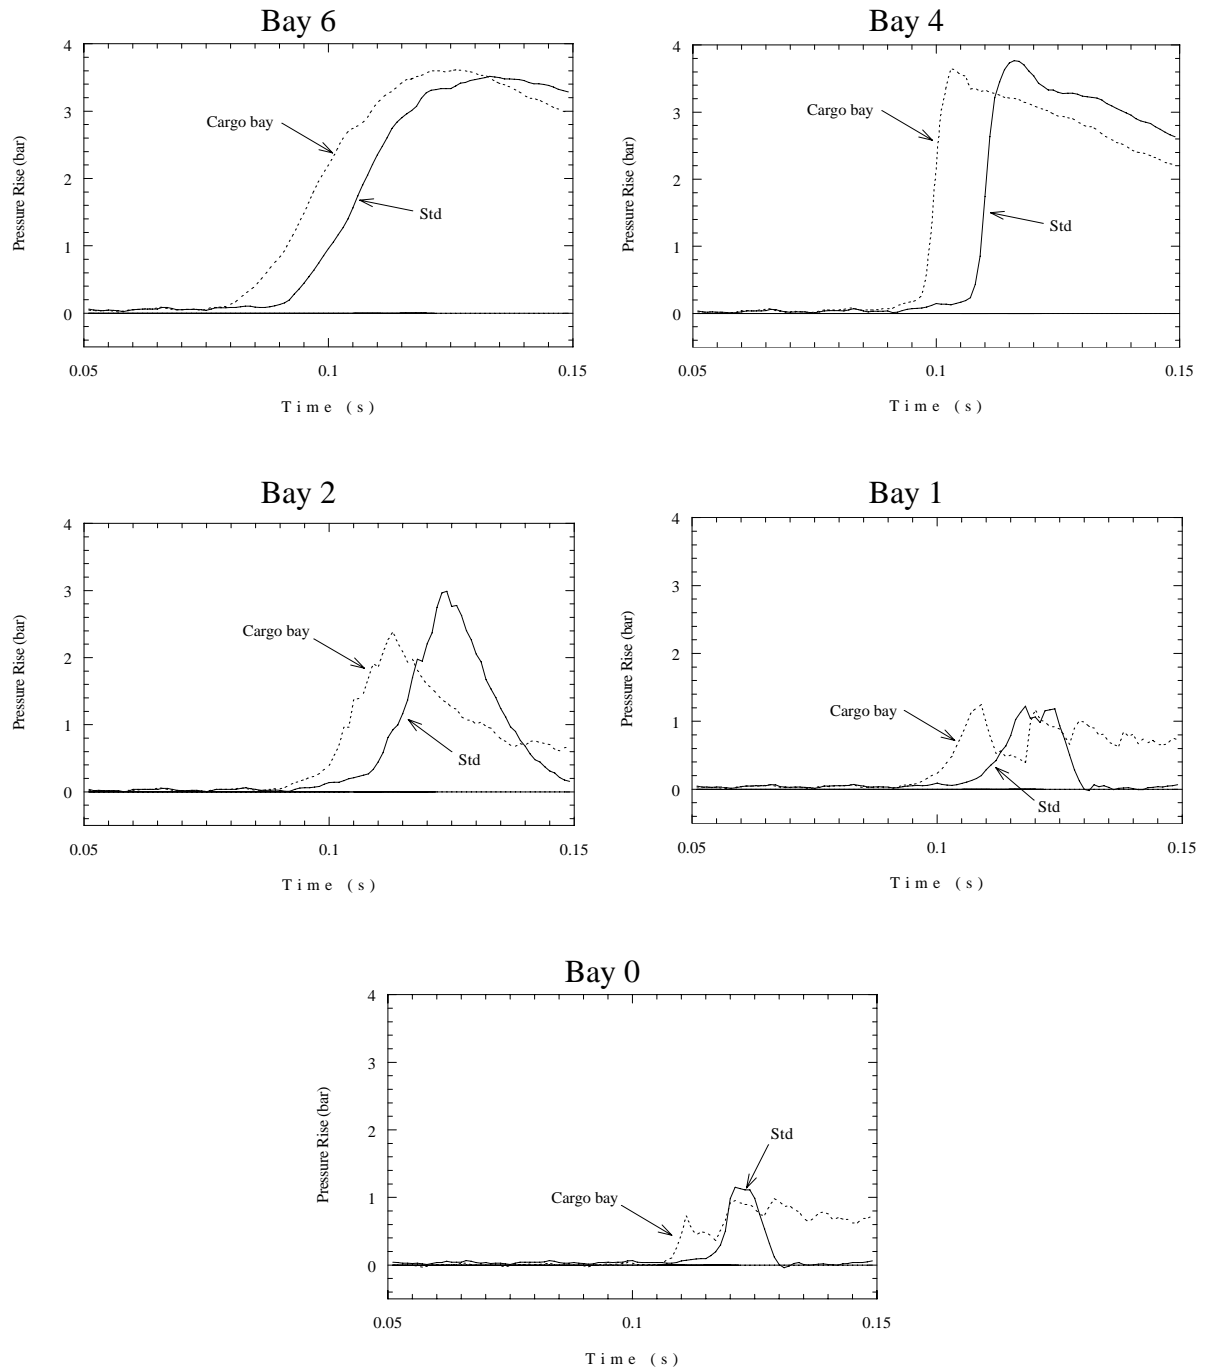 Bay 6
4
3
2
1
0
Pressure Rise (bar)
Cargo bay
Std
0.05 0.1 0.15
Time (s)
Bay 4
4
3
2
1
0
Pressure Rise (bar)
Cargo bay
Std
0.05 0.1 0.15
Time (s)
Bay 2
4
3
2
1
0
Pressure Rise (bar)
Cargo bay
Std
0.05 0.1 0.15
Time (s)
Bay 1
4
3
2
1
0
Pressure Rise (bar)
Cargo bay
Std
0.05 0.1 0.15
Time (s)
Bay 0
4
3
2
1
0
Pressure Rise (bar)
Std
Cargo bay
0.05 0.1 0.15
Time (s)